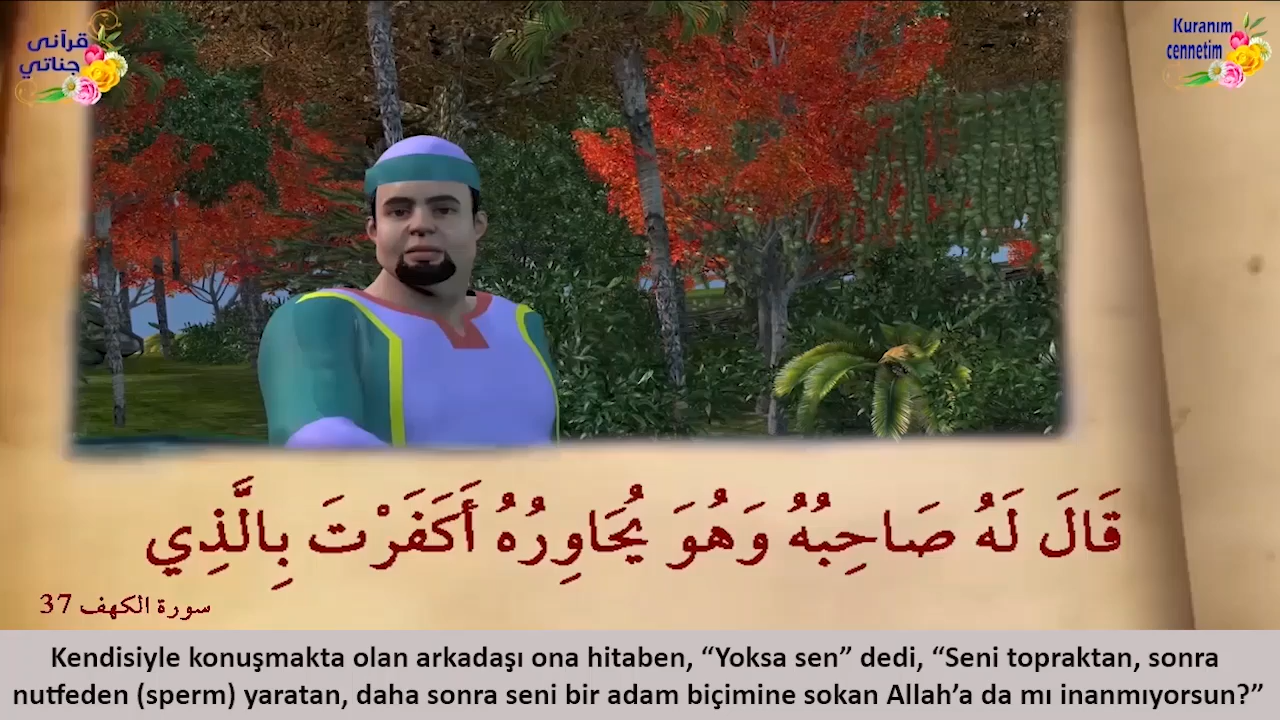 قرآنى
جناتي
Kuranım
cennetim
قَالَ لَهُ صَاحِبُهُ وَهُوَ يُحَاوِرُهُ أَكَفَرْتَ بِالَّذِي
سورة الكهف 37
Kendisiyle konuşmakta olan arkadaşı ona hitaben, “Yoksa sen” dedi, “Seni topraktan, sonra
nutfeden (sperm) yaratan, daha sonra seni bir adam biçimine sokan Allah’a da mı inanmıyorsun?”